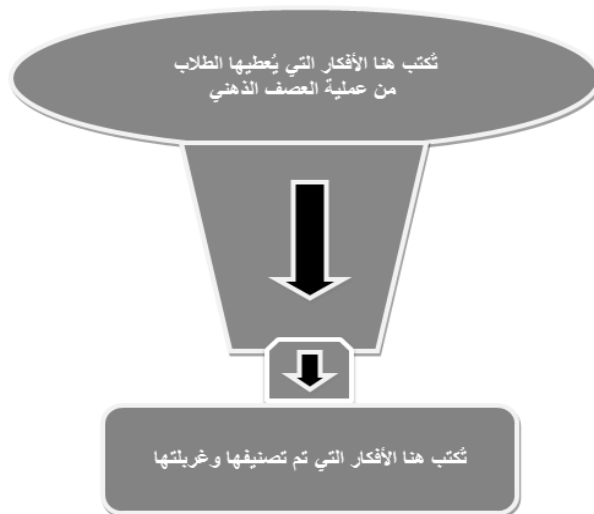 تُكتب هنا الأفكار التي يُعطيها الطلاب
من عملية العصف الذهني
تُكتب هنا الأفكار التي تم تصنيفها وغربلتها